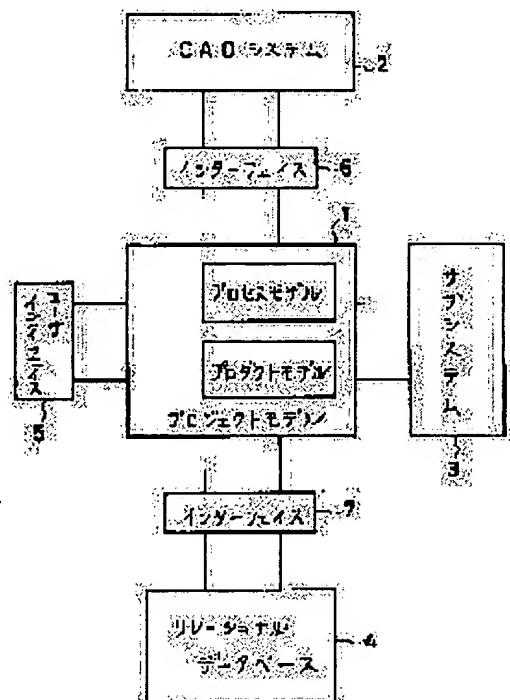 CADシステム
2
インターフェイス
6
1
プロセスモデル
プロダクトモデル
プロジェクトモデル
ユーザ
インターフェイス
5
サブシステム
3
インターフェイス
7
リレーショナル
データベース
4